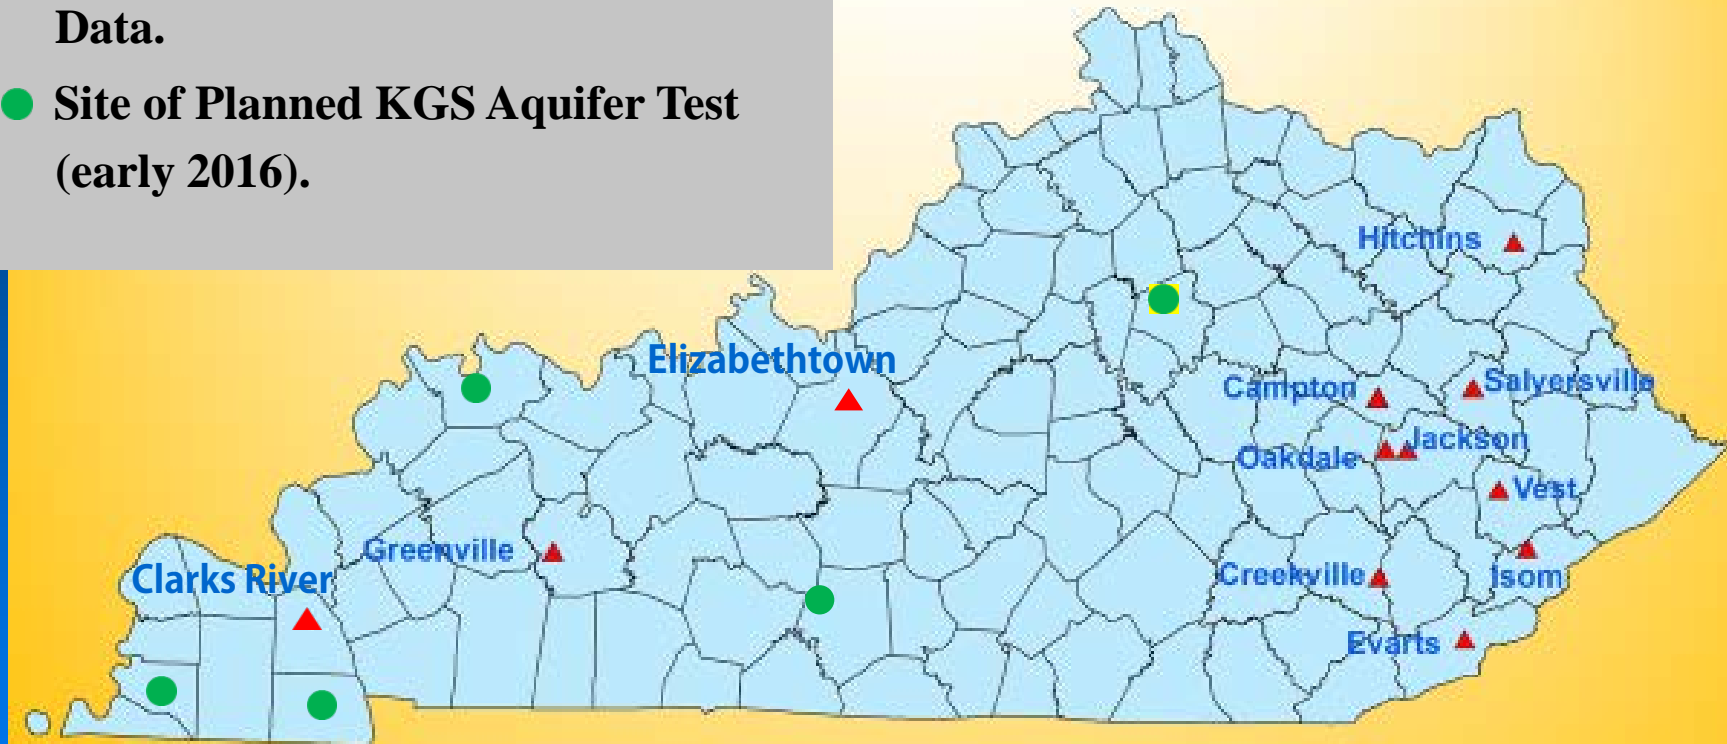 Data.
Site of Planned KGS Aquifer Test
(early 2016).
Hitchins
Elizabethtown
Campton
Salyersville
Jackson
Oakdale
Vest
Greenville
Clarks River
Creekville
Isom
Evarts